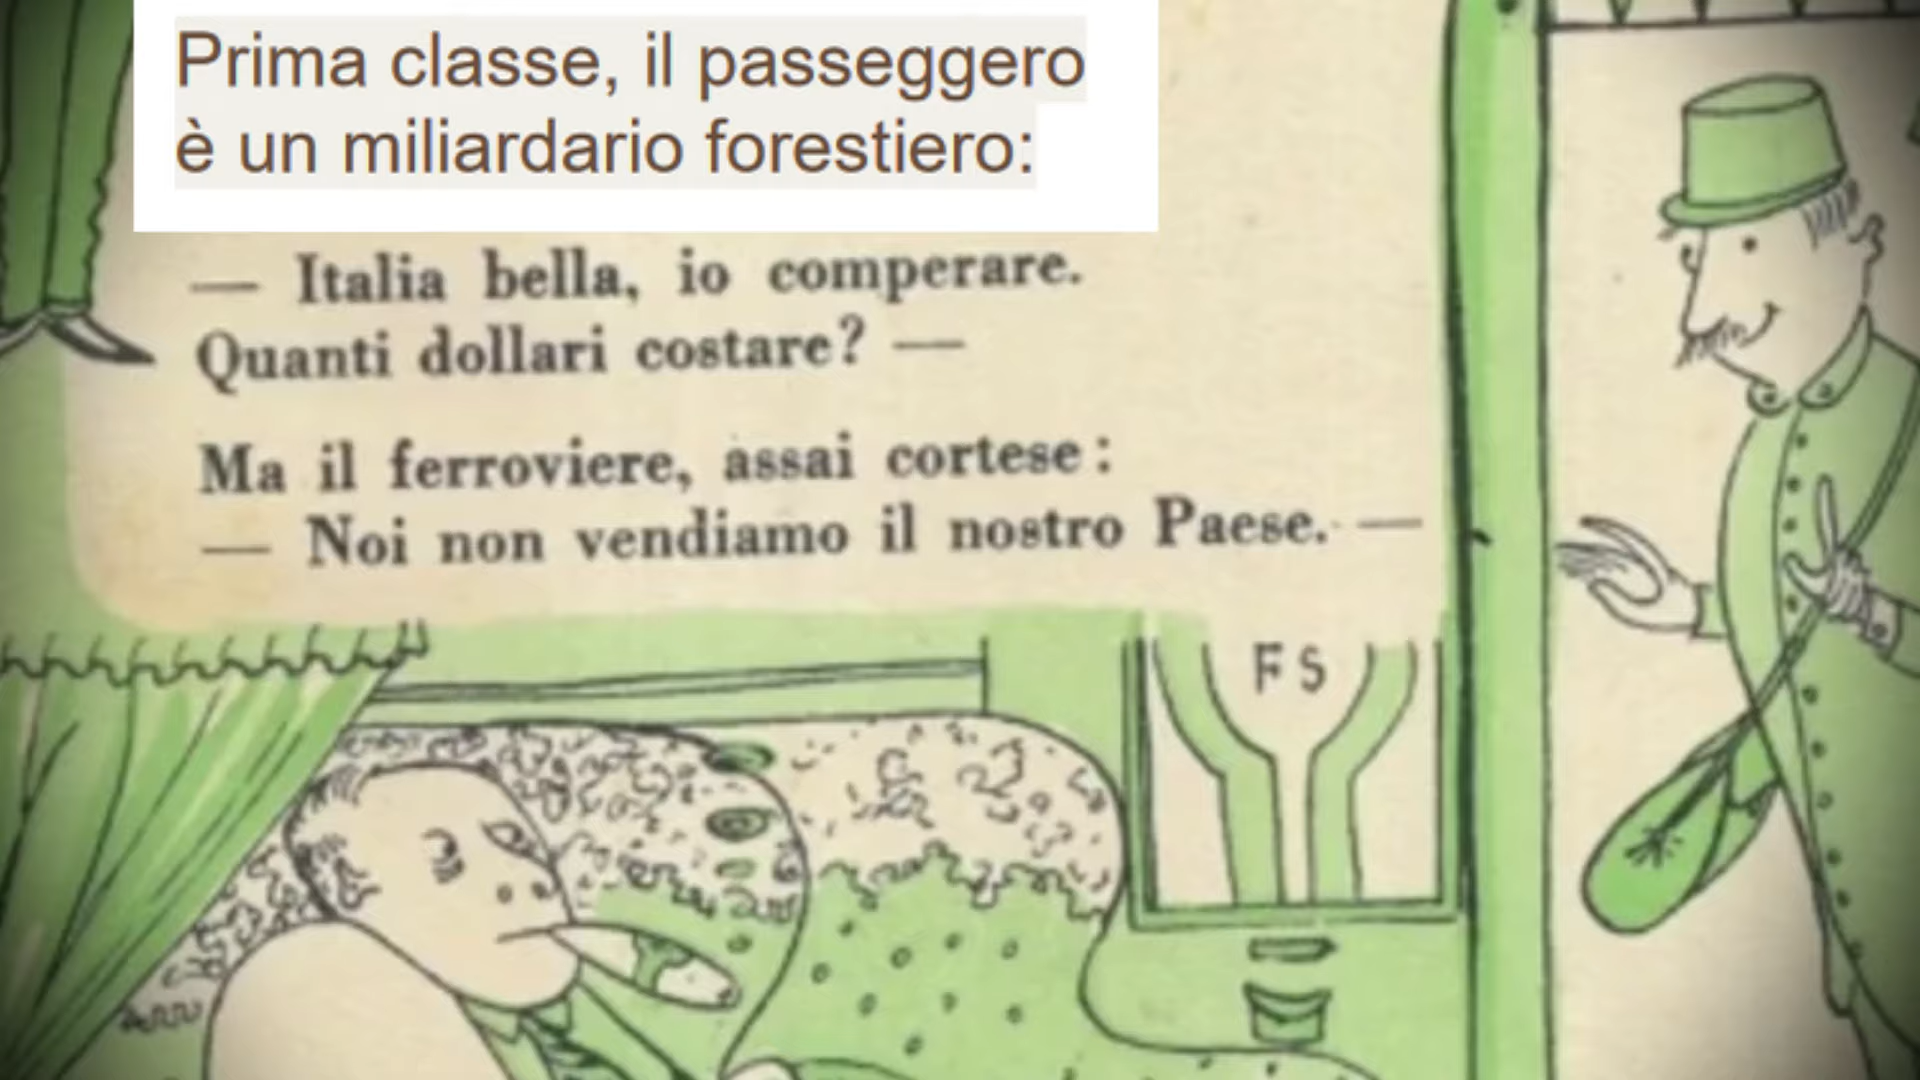 Prima classe, il passeggero
è un miliardario forestiero:
— Italia bella, io comperare.
Quanti dollari costare? —
Ma il ferroviere, assai cortese:
— Noi non vendiamo il nostro Paese. —
F S